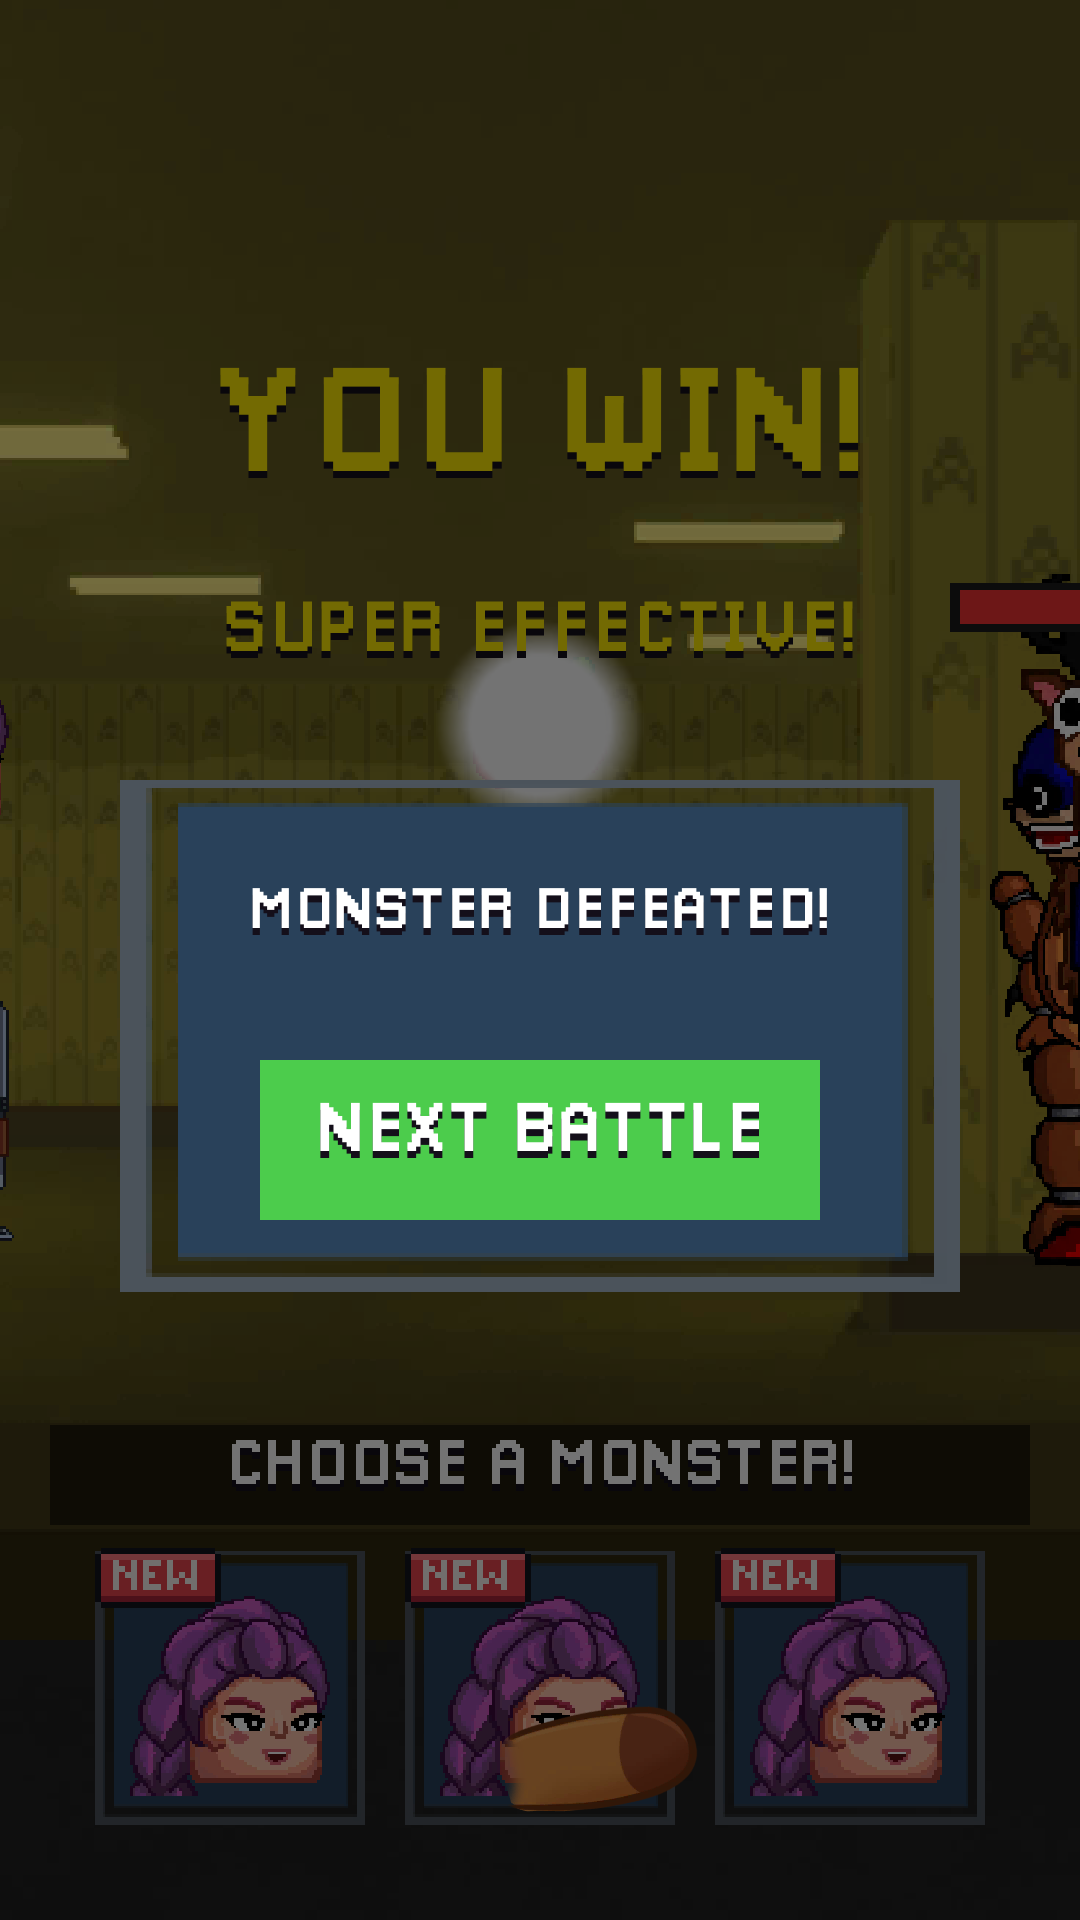 YOU WIN!
SUPER EFFECTIVE!
MONSTER DEFEATED!
NEXT BATTLE
CHOOSE A MONSTER!
NEW NEW NEW